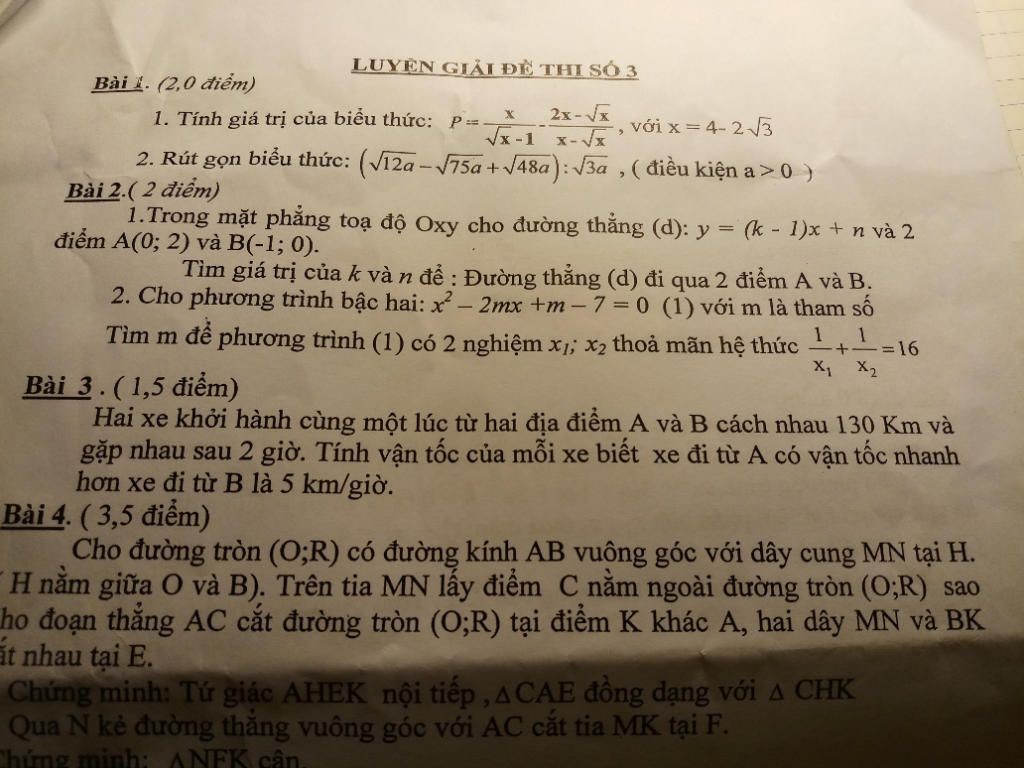 LUYỆN GIẢI ĐỀ THI SỐ 3
Bài 1. (2,0 điểm)
1. Tính giá trị của biểu thức: P = x/(√x - 1) - (2x - √x)/(x - √x) , với x = 4- 2√3
2. Rút gọn biểu thức: (√12a − √75a + √48a) : √3a , ( điều kiện a > 0 )
Bài 2.( 2 điểm)
1.Trong mặt phẳng toạ độ Oxy cho đường thẳng (d): y = (k - 1)x + n và 2
điểm A(0; 2) và B(-1; 0).
Tìm giá trị của k và n để : Đường thẳng (d) đi qua 2 điểm A và B.
2. Cho phương trình bậc hai: x² – 2mx +m – 7 = 0 (1) với m là tham số
Tìm m để phương trình (1) có 2 nghiệm x₁; x₂ thoả mãn hệ thức 1/x₁ + 1/x₂ = 16
Bài 3 . ( 1,5 điểm)
Hai xe khởi hành cùng một lúc từ hai địa điểm A và B cách nhau 130 Km và
gặp nhau sau 2 giờ. Tính vận tốc của mỗi xe biết xe đi từ A có vận tốc nhanh
hơn xe đi từ B là 5 km/giờ.
Bài 4. ( 3,5 điểm)
Cho đường tròn (O;R) có đường kính AB vuông góc với dây cung MN tại H.
( H nằm giữa O và B). Trên tia MN lấy điểm C nằm ngoài đường tròn (O;R) sao
ho đoạn thẳng AC cắt đường tròn (O;R) tại điểm K khác A, hai dây MN và BK
ắt nhau tại E.
Chứng minh: Tứ giác AHEK nội tiếp , Δ CAE đồng dạng với Δ CHK
Qua N kẻ đường thẳng vuông góc với AC cắt tia MK tại F.
Chứng minh: ΔNFK cân.